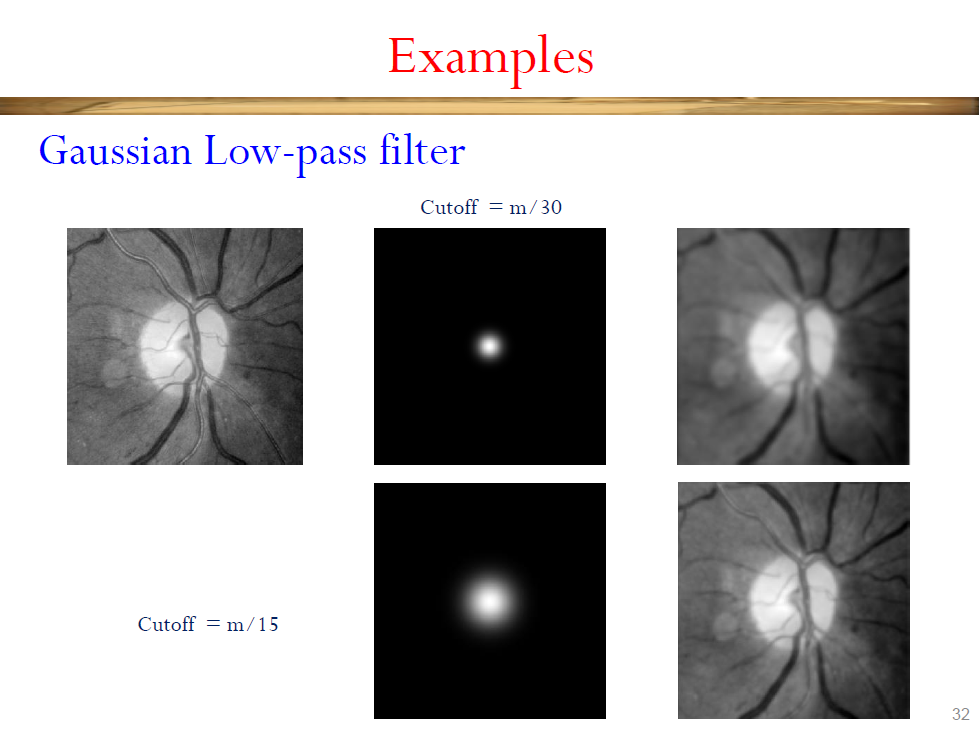 Examples
Gaussian Low-pass filter
Cutoff = m/30
Cutoff = m/15
32